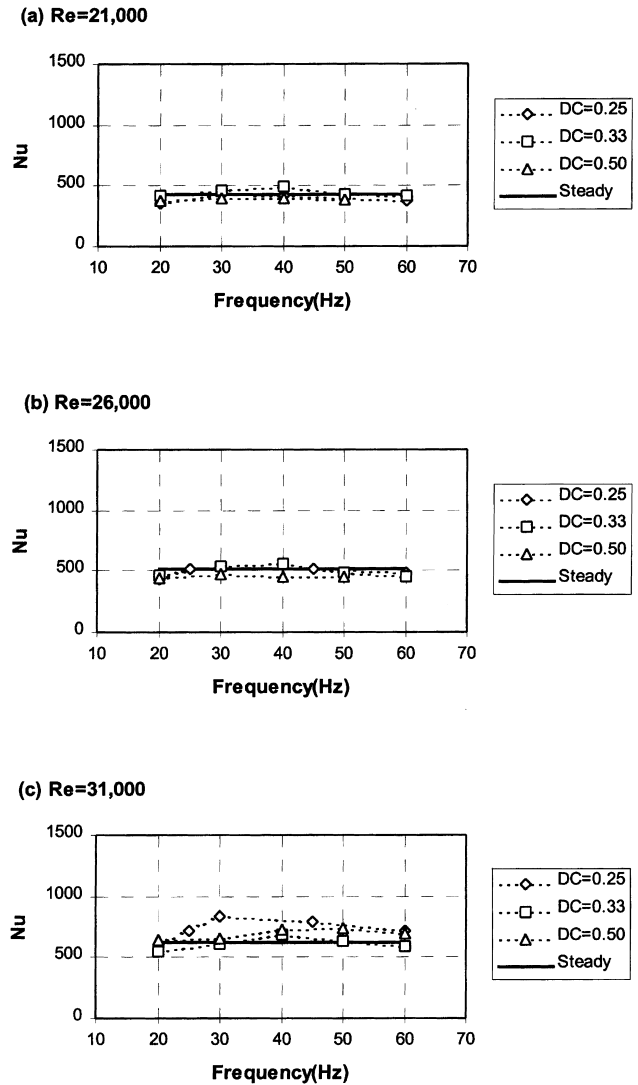 (a) Re=21,000
1500
1000
500
0
Nu
10 20 30 40 50 60 70
Frequency(Hz)
DC=0.25
DC=0.33
DC=0.50
Steady
(b) Re=26,000
1500
1000
500
0
Nu
10 20 30 40 50 60 70
Frequency(Hz)
DC=0.25
DC=0.33
DC=0.50
Steady
(c) Re=31,000
1500
1000
500
0
Nu
10 20 30 40 50 60 70
Frequency(Hz)
DC=0.25
DC=0.33
DC=0.50
Steady